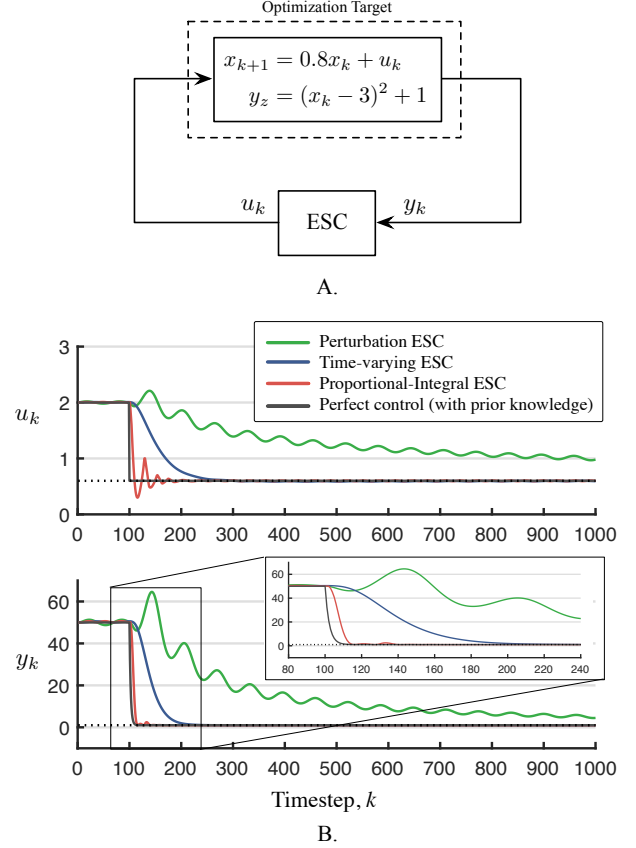 Optimization Target
x_{k+1} = 0.8x_k + u_k
y_z = (x_k − 3)^2 + 1
u_k
ESC
y_k
A.
Perturbation ESC
Time-varying ESC
Proportional-Integral ESC
Perfect control (with prior knowledge)
3
2
1
0
u_k
0 100 200 300 400 500 600 700 800 900 1000
60
40
20
0
80 100 120 140 160 180 200 220 240
60
40
20
0
y_k
0 100 200 300 400 500 600 700 800 900 1000
Timestep, k
B.